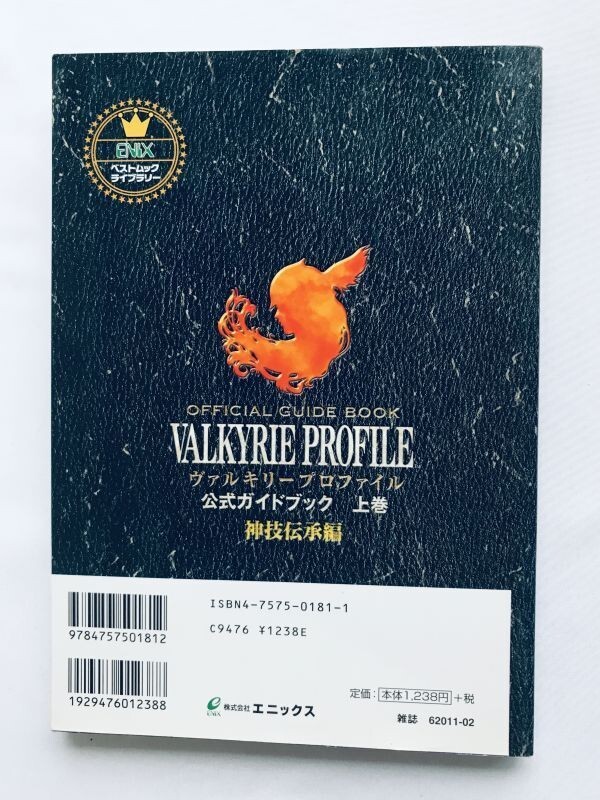 ENIX
ベストムック
ライブラリー
OFFICIAL GUIDE BOOK
VALKYRIE PROFILE
ヴァルキリープロファイル
公式ガイドブック 上巻
神技伝承編
ISBN4-7575-0181-1
C9476 ¥1238E
9784757501812
1929476012388
ENIX
株式会社 エニックス
定価：本体1,238円+税
雑誌 62011-02